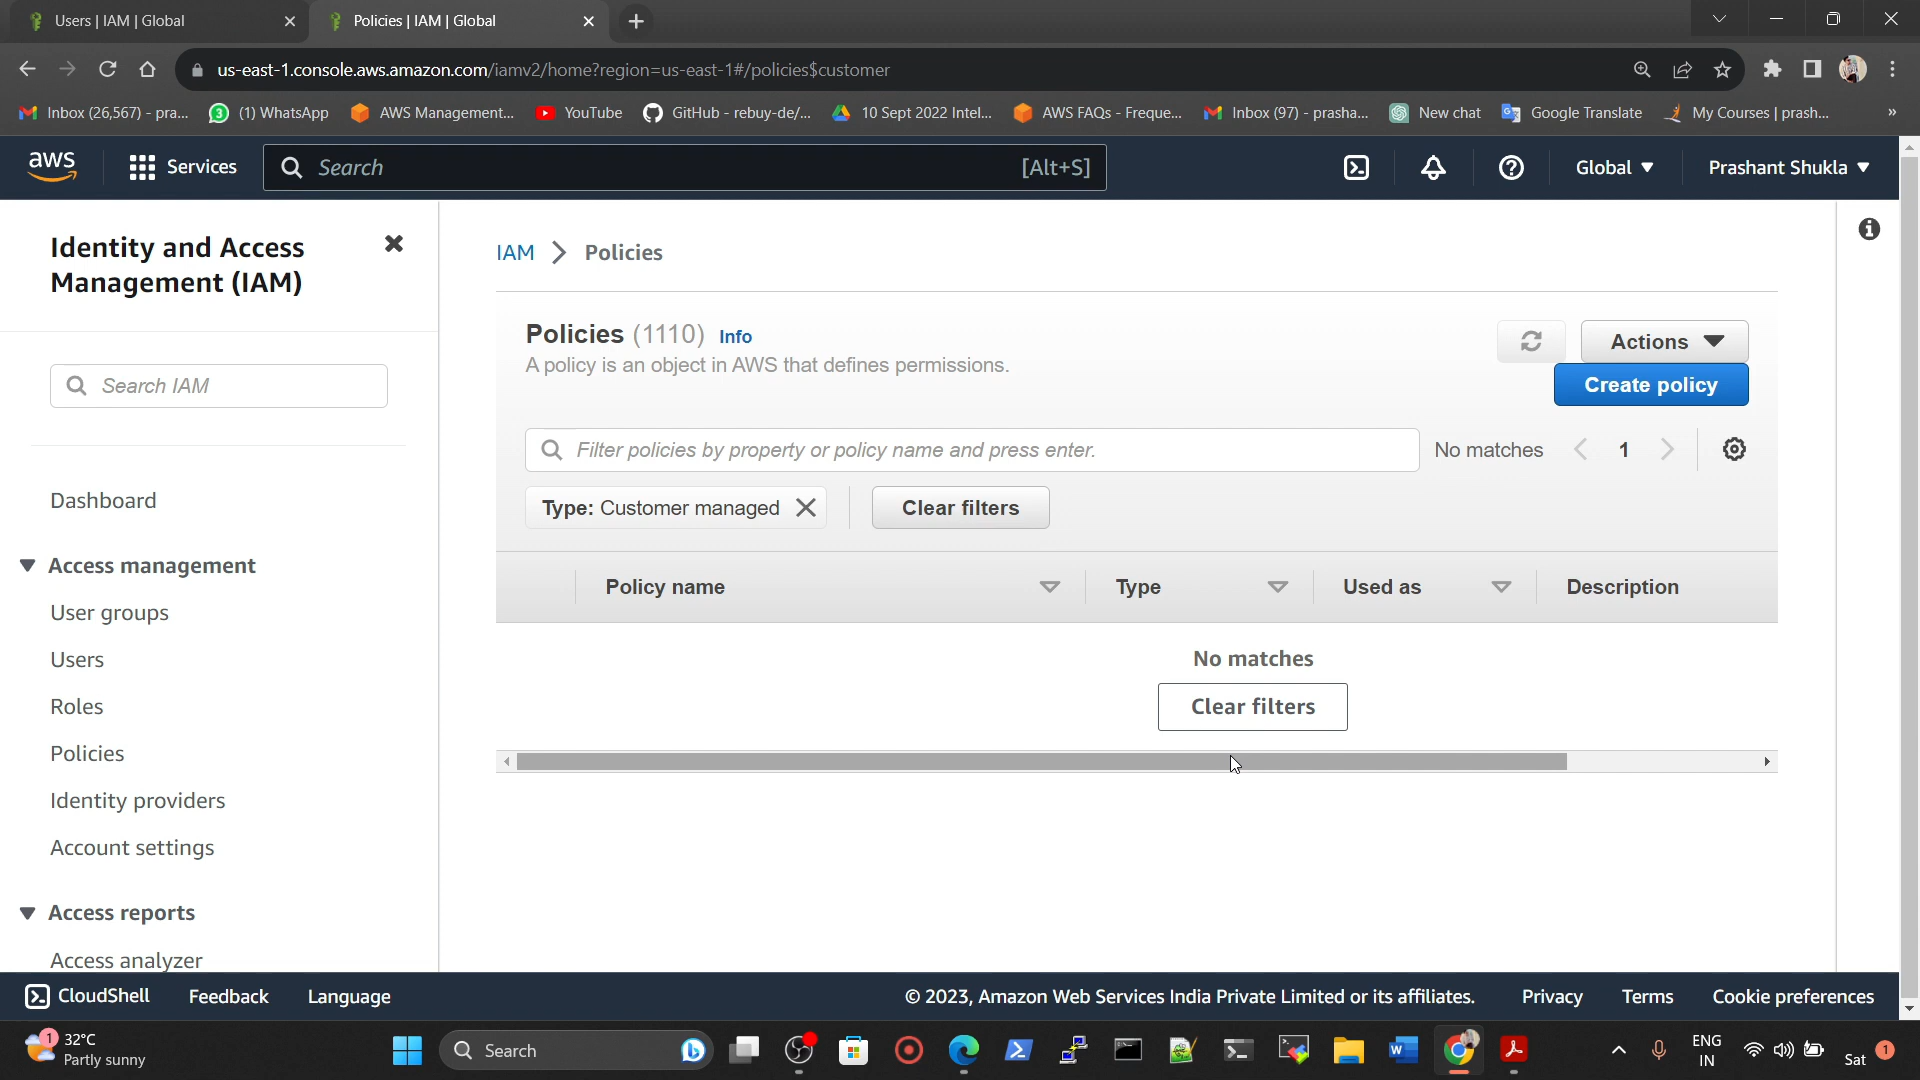 Users | IAM | Global
Policies | IAM | Global
us-east-1.console.aws.amazon.com/iamv2/home?region=us-east-1#/policies$customer
Inbox (26,567) - pra...
(1) WhatsApp
AWS Management...
YouTube
GitHub - rebuy-de/...
10 Sept 2022 Intel...
AWS FAQs - Freque...
Inbox (97) - prasha...
New chat
Google Translate
My Courses | prash...
»
aws
Services
Search
[Alt+S]
Global
Prashant Shukla
Identity and Access
Management (IAM)
Search IAM
Dashboard
Access management
User groups
Users
Roles
Policies
Identity providers
Account settings
Access reports
Access analyzer
IAM > Policies
Policies (1110) Info
A policy is an object in AWS that defines permissions.
Actions
Create policy
Filter policies by property or policy name and press enter.
No matches
1
Type: Customer managed
Clear filters
Policy name
Type
Used as
Description
No matches
Clear filters
CloudShell
Feedback
Language
© 2023, Amazon Web Services India Private Limited or its affiliates.
Privacy
Terms
Cookie preferences
1
32°C
Partly sunny
Search
ENG
IN
Sat
1